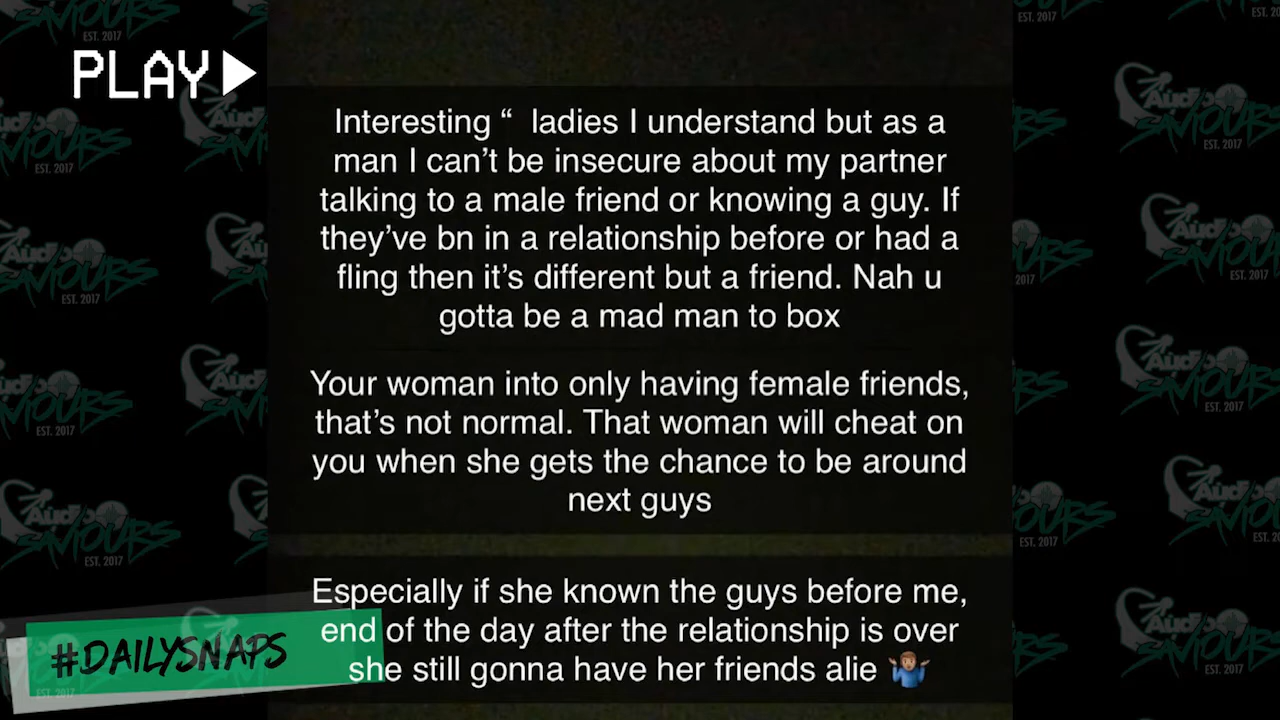 PLAY
Interesting “ ladies I understand but as a
man I can’t be insecure about my partner
talking to a male friend or knowing a guy. If
they’ve bn in a relationship before or had a
fling then it’s different but a friend. Nah u
gotta be a mad man to box
Your woman into only having female friends,
that’s not normal. That woman will cheat on
you when she gets the chance to be around
next guys
Especially if she known the guys before me,
end of the day after the relationship is over
she still gonna have her friends alie 🤷🏽‍♂️
#DAILYSNAPS
AUDIO
SAVIOURS
EST. 2017